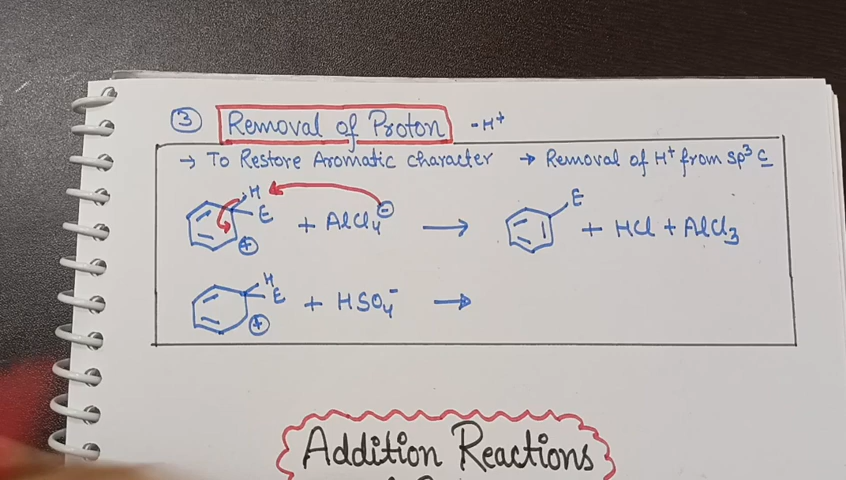 ③ Removal of Proton -H⁺
→ To Restore Aromatic character → Removal of H⁺ from sp³ C
H E ⊕ + AlCl₄⊖ → E + HCl + AlCl₃
H E ⊕ + HSO₄⁻ →
Addition Reactions